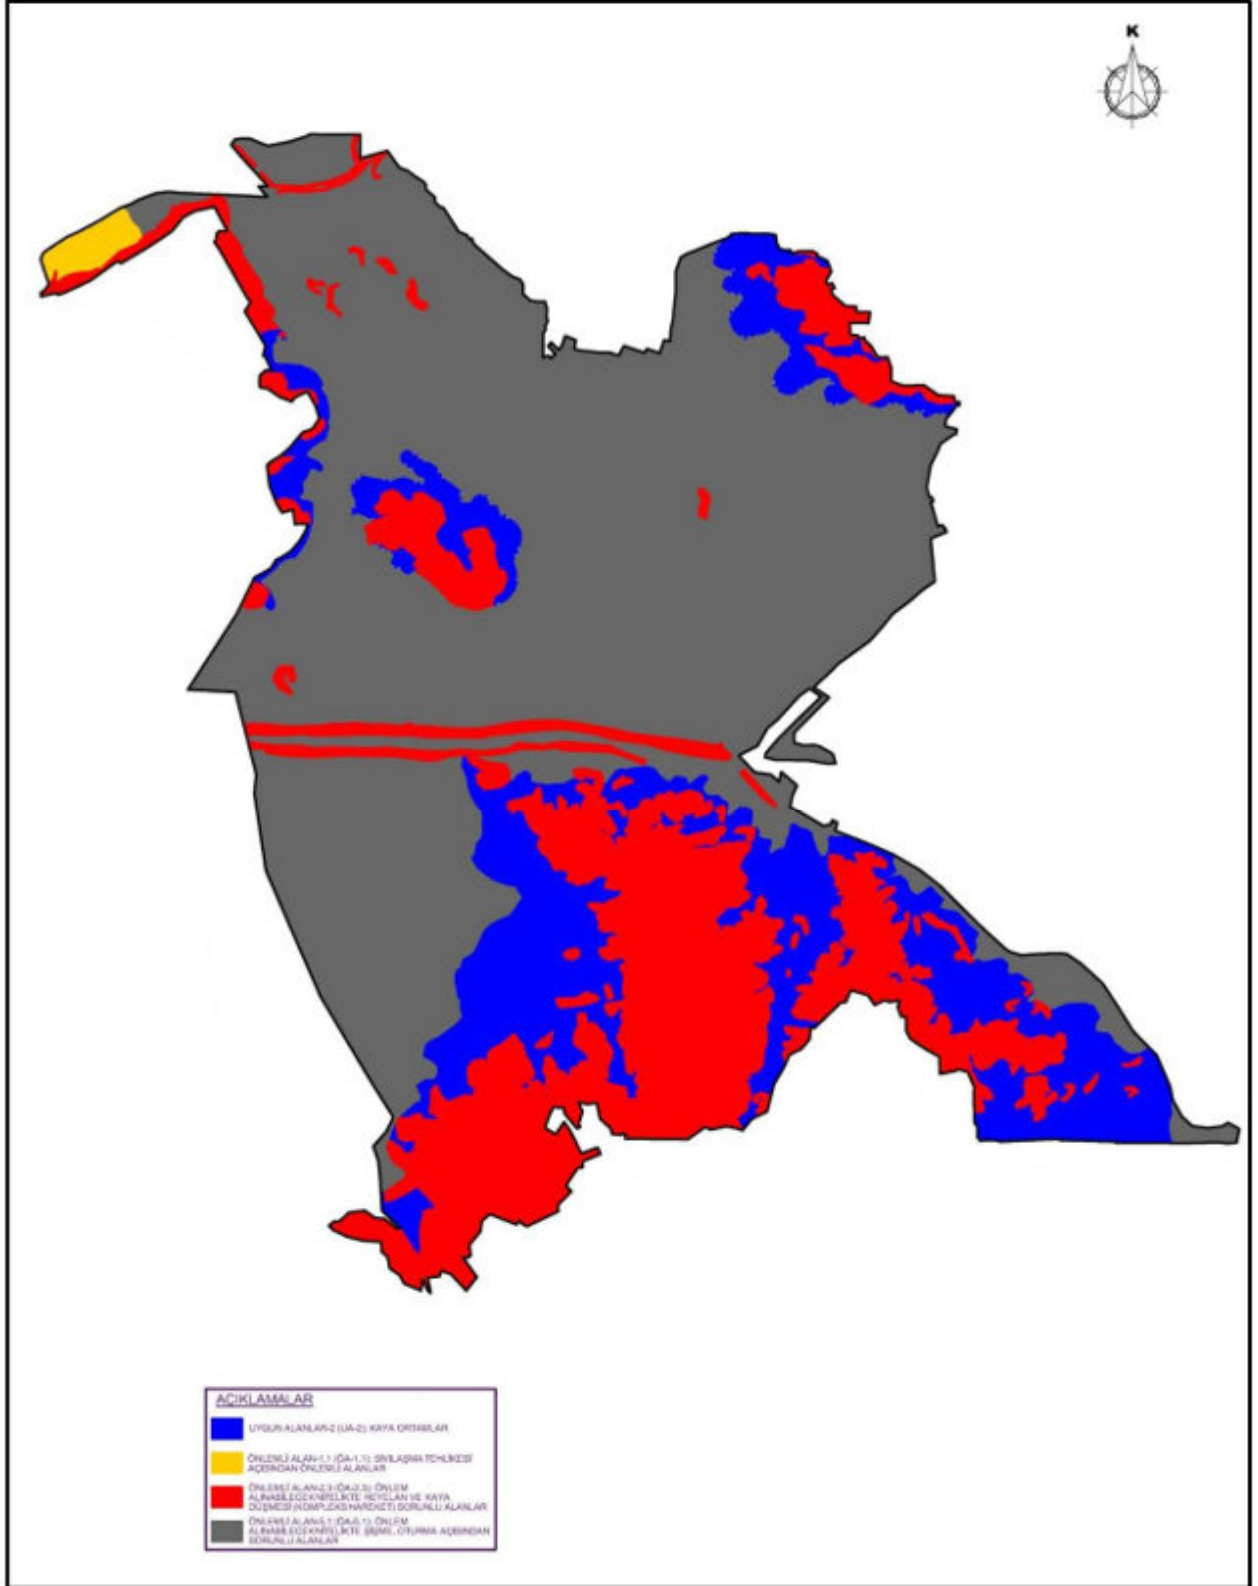 K
AÇIKLAMALAR
UYGUN ALANLAR-2 (UA-2): KAYA ORTAMLAR
ÖNLEMLİ ALAN-1.1 (ÖA-1.1): SIVILAŞMA TEHLİKESİ
AÇISINDAN ÖNLEMLİ ALANLAR
ÖNLEMLİ ALAN-2.3 (ÖA-2.3): ÖNLEM
ALINABİLECEK NİTELİKTE HEYELAN VE KAYA
DÜŞMESİ (KOMPLEKS HAREKET) SORUNLU ALANLAR
ÖNLEMLİ ALAN-5.1 (ÖA-5.1): ÖNLEM
ALINABİLECEK NİTELİKTE ŞİŞME, OTURMA AÇISINDAN
SORUNLU ALANLAR